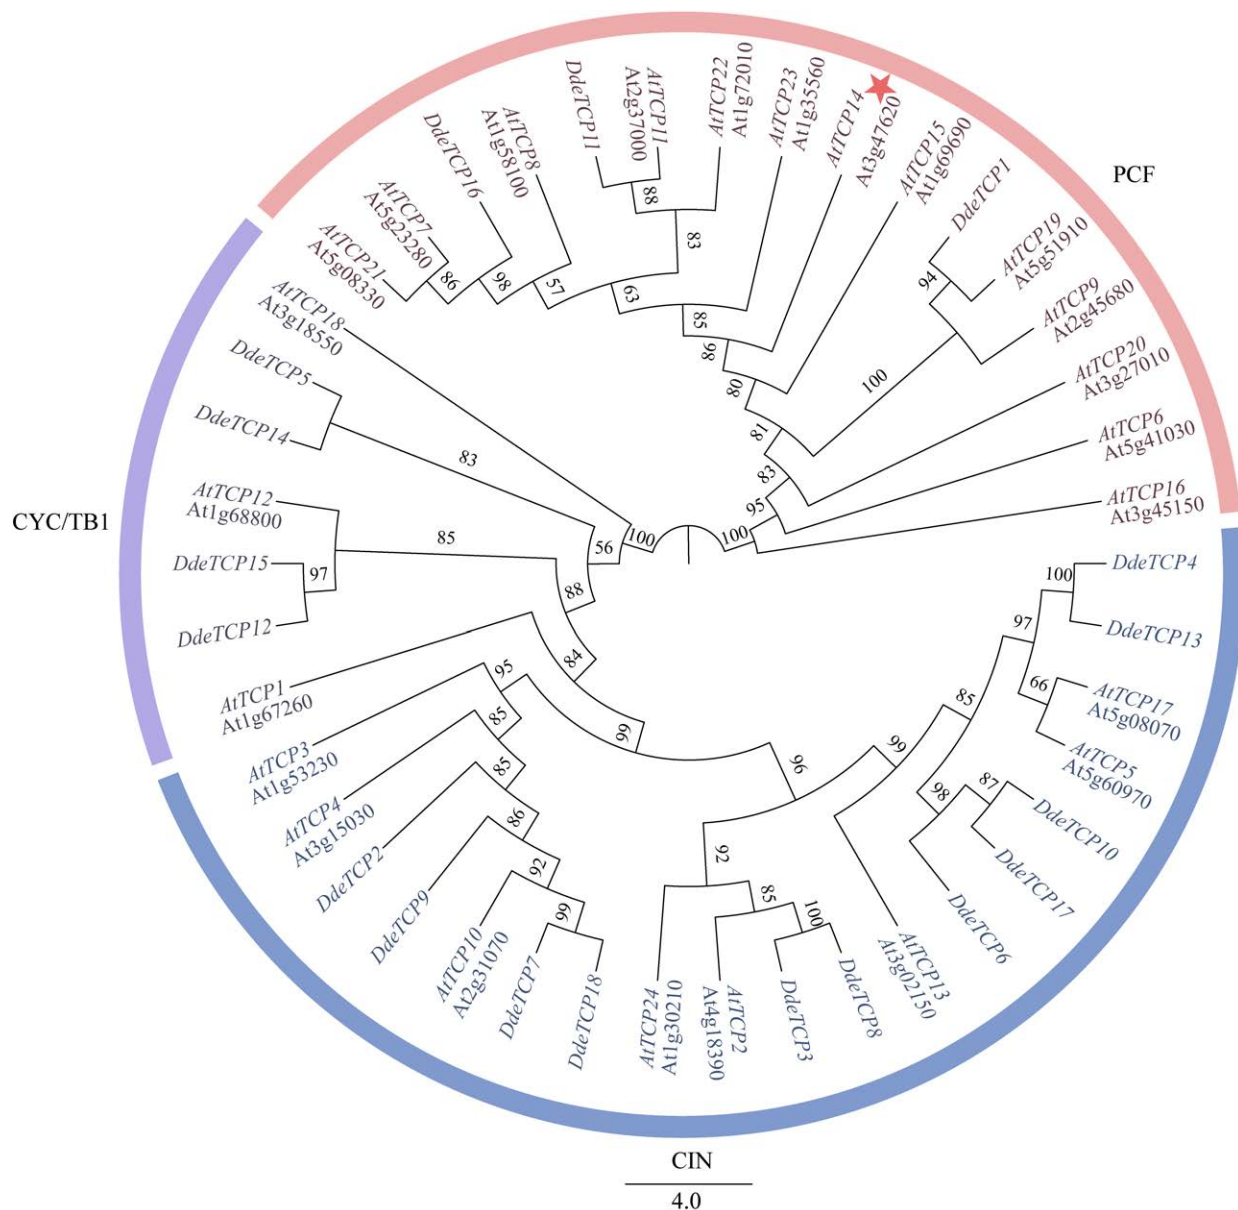 PCF
AtTCP21
At5g08330
AtTCP7
At5g23280
DdeTCP16
AtTCP8
At1g58100
DdeTCP11
AtTCP11
At2g37000
AtTCP22
At1g72010
AtTCP23
At1g35560
AtTCP14
At3g47620
AtTCP15
At1g69690
DdeTCP1
AtTCP19
At5g51910
AtTCP9
At2g45680
AtTCP20
At3g27010
AtTCP6
At5g41030
AtTCP16
At3g45150
86
98
57
88
83
63
85
98
80
94
100
81
83
95
100
DdeTCP4
DdeTCP13
AtTCP17
At5g08070
AtTCP5
At5g60970
DdeTCP10
DdeTCP17
DdeTCP6
AtTCP13
At3g02150
DdeTCP8
DdeTCP3
AtTCP2
At4g18390
AtTCP24
At1g30210
DdeTCP18
DdeTCP7
AtTCP10
At2g31070
DdeTCP9
DdeTCP2
AtTCP4
At3g15030
AtTCP3
At1g53230
100
97
66
85
87
98
99
96
92
85
100
99
95
85
85
86
92
99
CYC/TB1
AtTCP1
At1g67260
DdeTCP12
DdeTCP15
AtTCP12
At1g68800
DdeTCP14
DdeTCP5
AtTCP18
At3g18550
84
97
85
88
83
56
100
CIN
4.0